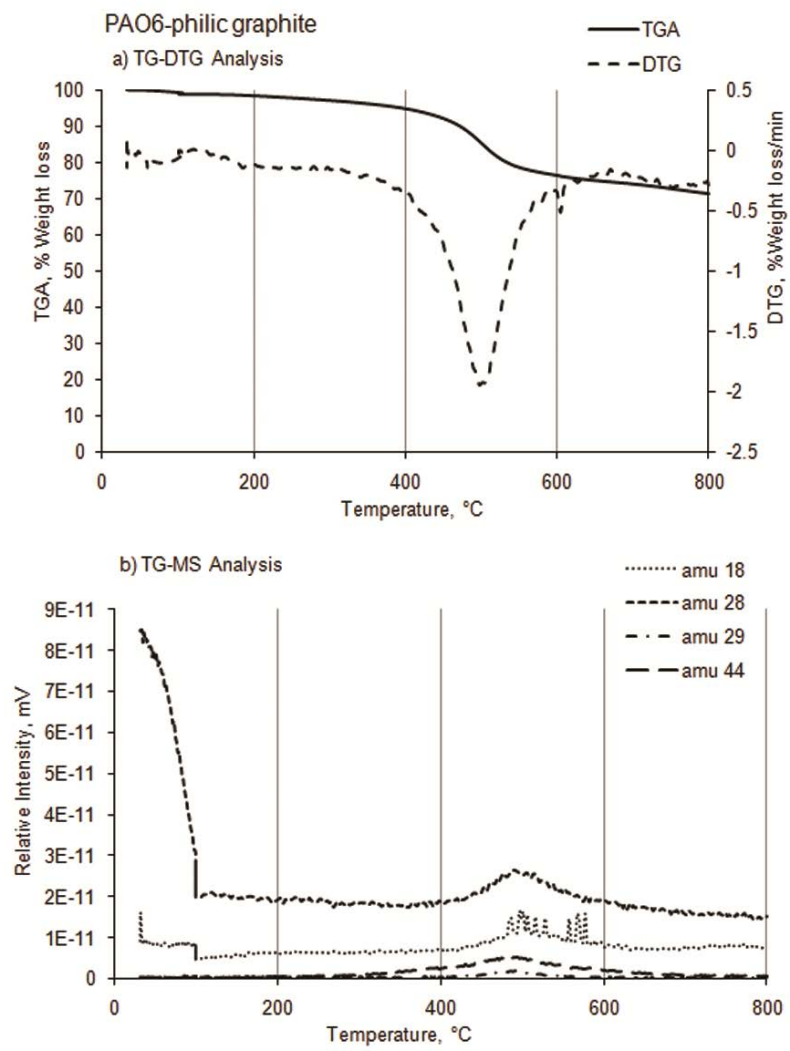 PAO6-philic graphite
a) TG-DTG Analysis
TGA
DTG
100
90
80
70
60
50
40
30
20
10
0
TGA, % Weight loss
0.5
0
-0.5
-1
-1.5
-2
-2.5
DTG, %Weight loss/min
0 200 400 600 800
Temperature, °C
b) TG-MS Analysis
amu 18
amu 28
amu 29
amu 44
9E-11
8E-11
7E-11
6E-11
5E-11
4E-11
3E-11
2E-11
1E-11
0
Relative Intensity, mV
0 200 400 600 800
Temperature, °C